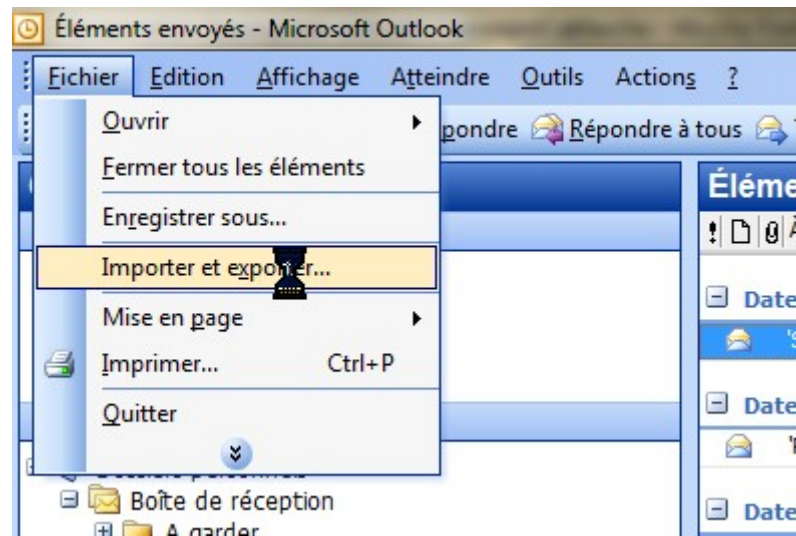 Éléments envoyés - Microsoft Outlook
Fichier Edition Affichage Atteindre Outils Actions ?
Ouvrir pondre Répondre à tous
Fermer tous les éléments
Éléme
Enregistrer sous...
Importer et exporter...
Mise en page
Date
Imprimer... Ctrl+P
Quitter
Date
Boîte de réception
A garder
Date